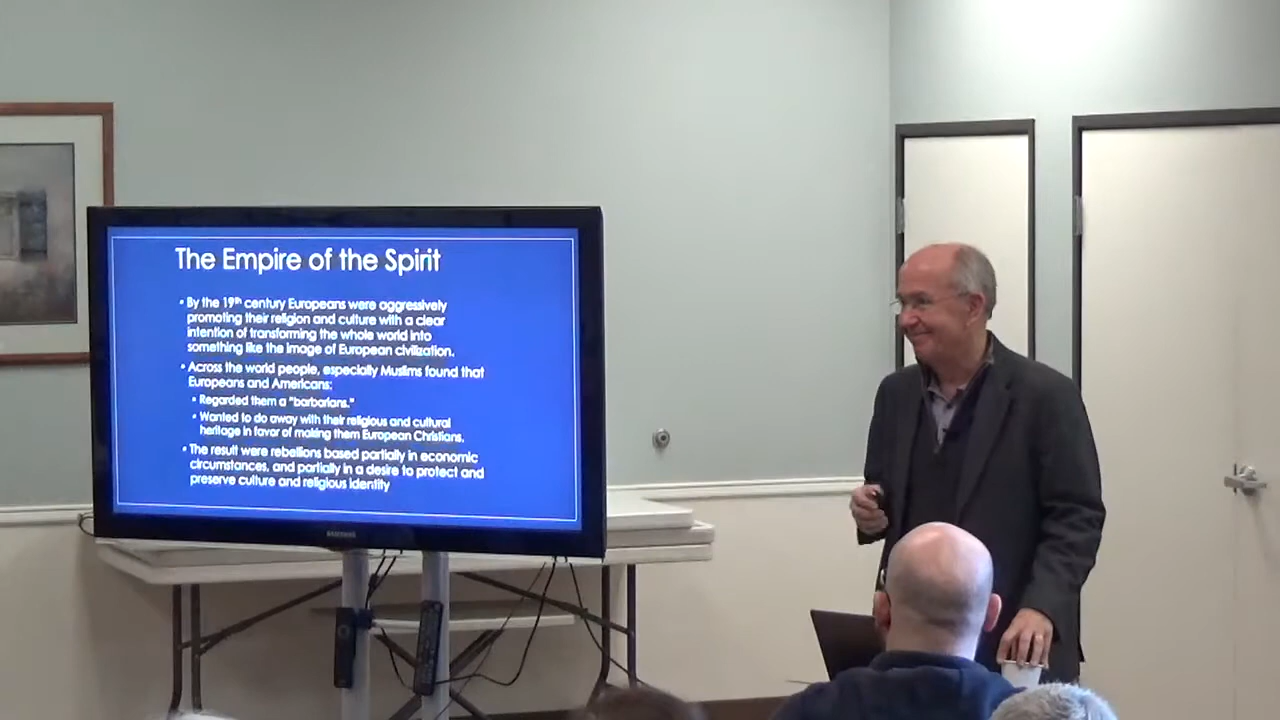 The Empire of the Spirit
• By the 19th century Europeans were aggressively
promoting their religion and culture with a clear
intention of transforming the whole world into
something like the image of European civilization.
• Across the world people, especially Muslims found that
Europeans and Americans:
• Regarded them a "barbarians."
• Wanted to do away with their religious and cultural
heritage in favor of making them European Christians.
• The result were rebellions based partially in economic
circumstances, and partially in a desire to protect and
preserve culture and religious identity
SAMSUNG